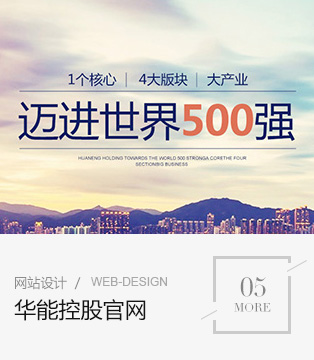 1个核心 | 4大版块 | 大产业
迈进世界500强
HUANENG HOLDING TOWARDS THE WORLD 500 STRONGA CORETHE FOUR
SECTIONBIG BUSINESS
网站设计 / WEB-DESIGN
华能控股官网
05
MORE